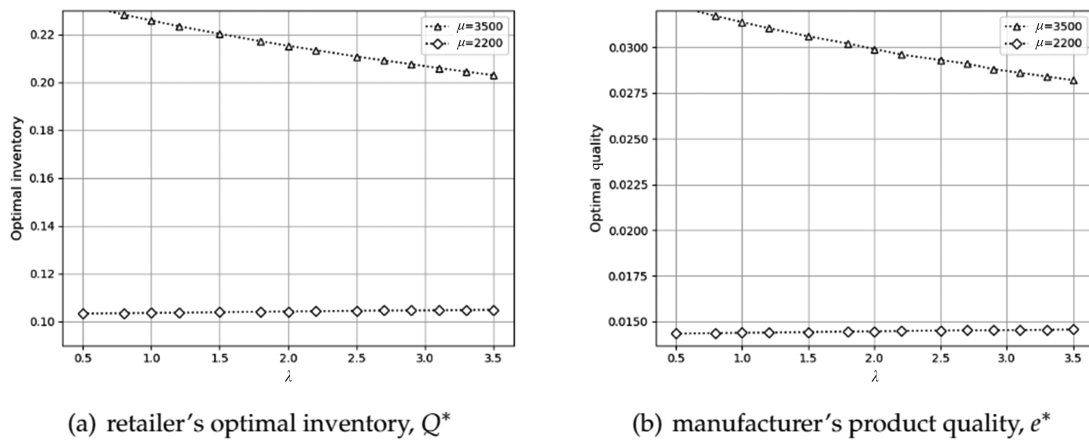 μ=3500
μ=2200
0.22
0.20
0.18
0.16
0.14
0.12
0.10
Optimal inventory
0.5 1.0 1.5 2.0 2.5 3.0 3.5
λ
(a) retailer's optimal inventory, Q*
μ=3500
μ=2200
0.0300
0.0275
0.0250
0.0225
0.0200
0.0175
0.0150
Optimal quality
0.5 1.0 1.5 2.0 2.5 3.0 3.5
λ
(b) manufacturer's product quality, e*